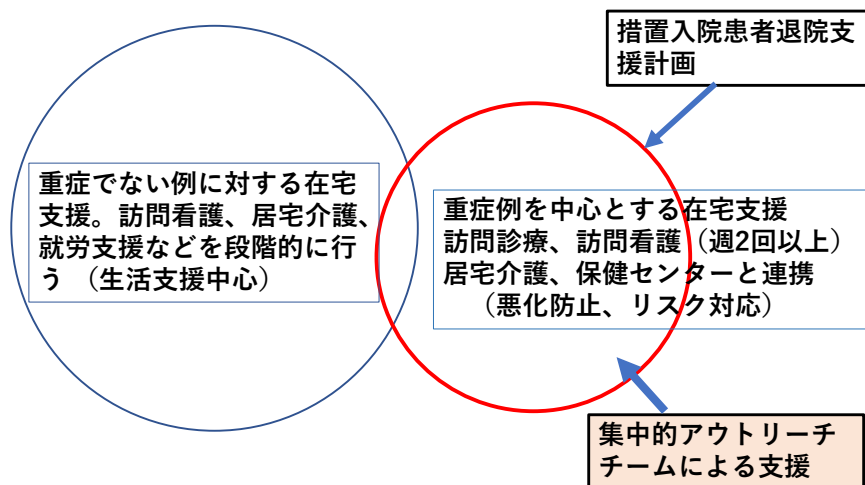 措置入院患者退院支
援計画
重症でない例に対する在宅
支援。訪問看護、居宅介護、
就労支援などを段階的に行
う （生活支援中心）
重症例を中心とする在宅支援
訪問診療、訪問看護（週2回以上）
居宅介護、保健センターと連携
（悪化防止、リスク対応）
集中的アウトリーチ
チームによる支援